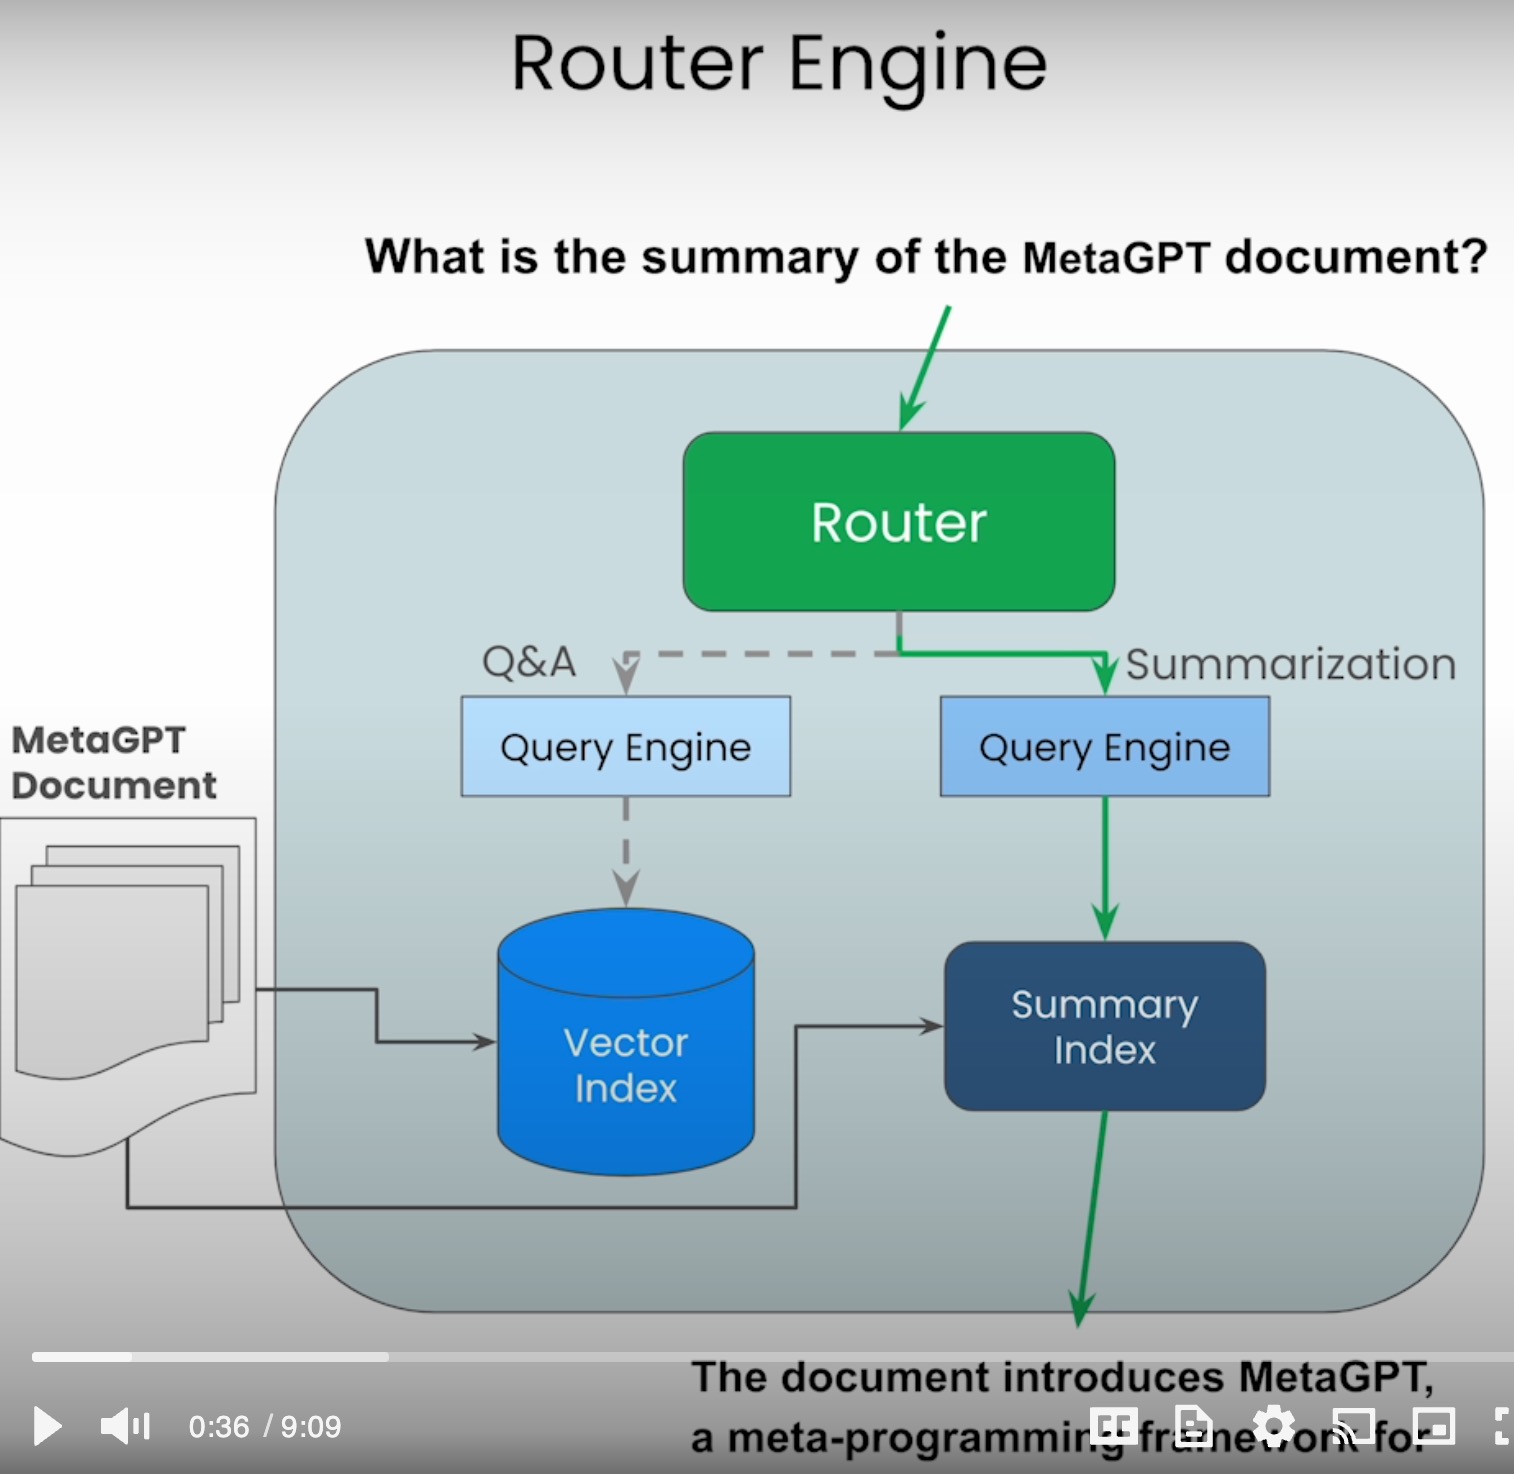 Router Engine
What is the summary of the MetaGPT document?
Router
Q&A
Summarization
Query Engine
Query Engine
MetaGPT
Document
Vector
Index
Summary
Index
The document introduces MetaGPT,
a meta-programming framework for
0:36 / 9:09
CC